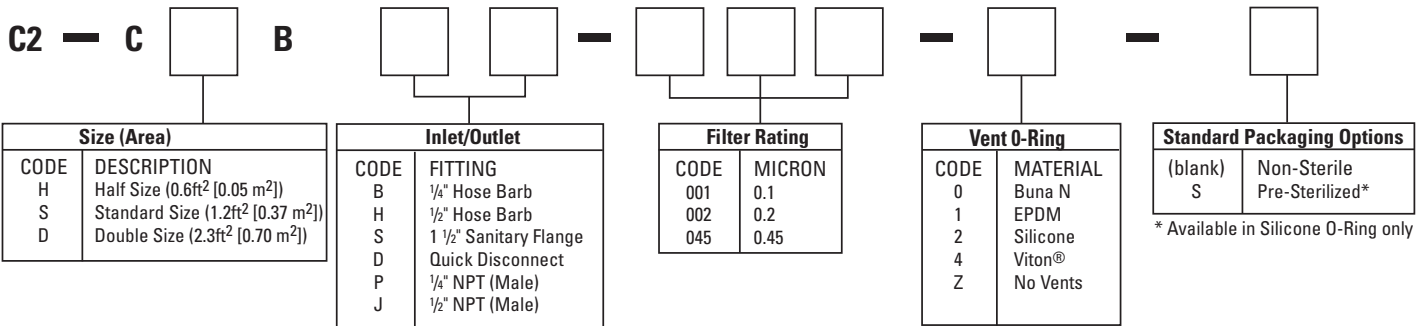 C2 — C B — — —
Size (Area)
CODE DESCRIPTION
H Half Size (0.6ft² [0.05 m²])
S Standard Size (1.2ft² [0.37 m²])
D Double Size (2.3ft² [0.70 m²])
Inlet/Outlet
CODE FITTING
B ¼" Hose Barb
H ½" Hose Barb
S 1 ½" Sanitary Flange
D Quick Disconnect
P ¼" NPT (Male)
J ½" NPT (Male)
Filter Rating
CODE MICRON
001 0.1
002 0.2
045 0.45
Vent O-Ring
CODE MATERIAL
0 Buna N
1 EPDM
2 Silicone
4 Viton®
Z No Vents
Standard Packaging Options
(blank) Non-Sterile
S Pre-Sterilized*
* Available in Silicone O-Ring only